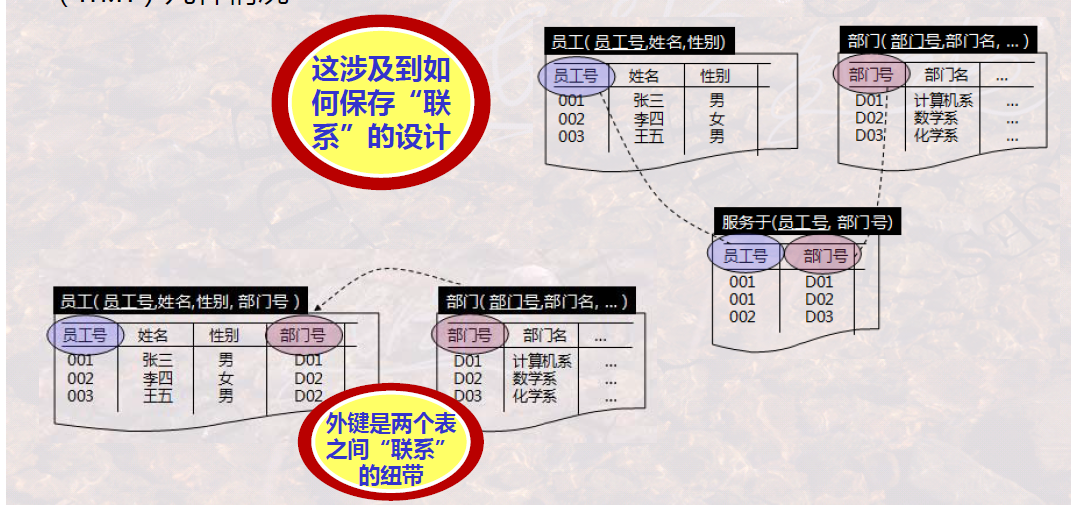 这涉及到如
何保存“联
系”的设计
员工( 员工号,姓名,性别)
员工号 姓名 性别
001 张三 男
002 李四 女
003 王五 男
部门( 部门号,部门名, ... )
部门号 部门名 ...
D01 计算机系 ...
D02 数学系 ...
D03 化学系 ...
服务于(员工号, 部门号)
员工号 部门号
001 D01
001 D02
002 D03
员工( 员工号,姓名,性别, 部门号 )
员工号 姓名 性别 部门号
001 张三 男 D01
002 李四 女 D02
003 王五 男 D02
部门( 部门号,部门名, ... )
部门号 部门名 ...
D01 计算机系 ...
D02 数学系 ...
D03 化学系 ...
外键是两个表
之间“联系”
的纽带